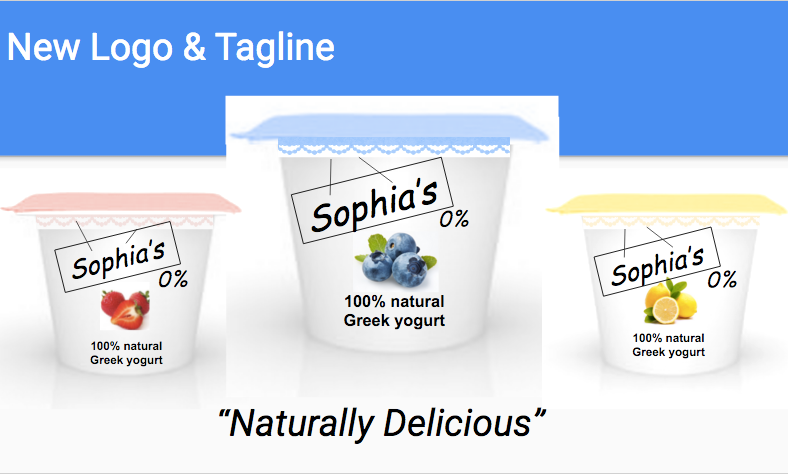 New Logo & Tagline
Sophia's
0%
100% natural
Greek yogurt
Sophia's
0%
100% natural
Greek yogurt
Sophia's
0%
100% natural
Greek yogurt
“Naturally Delicious”